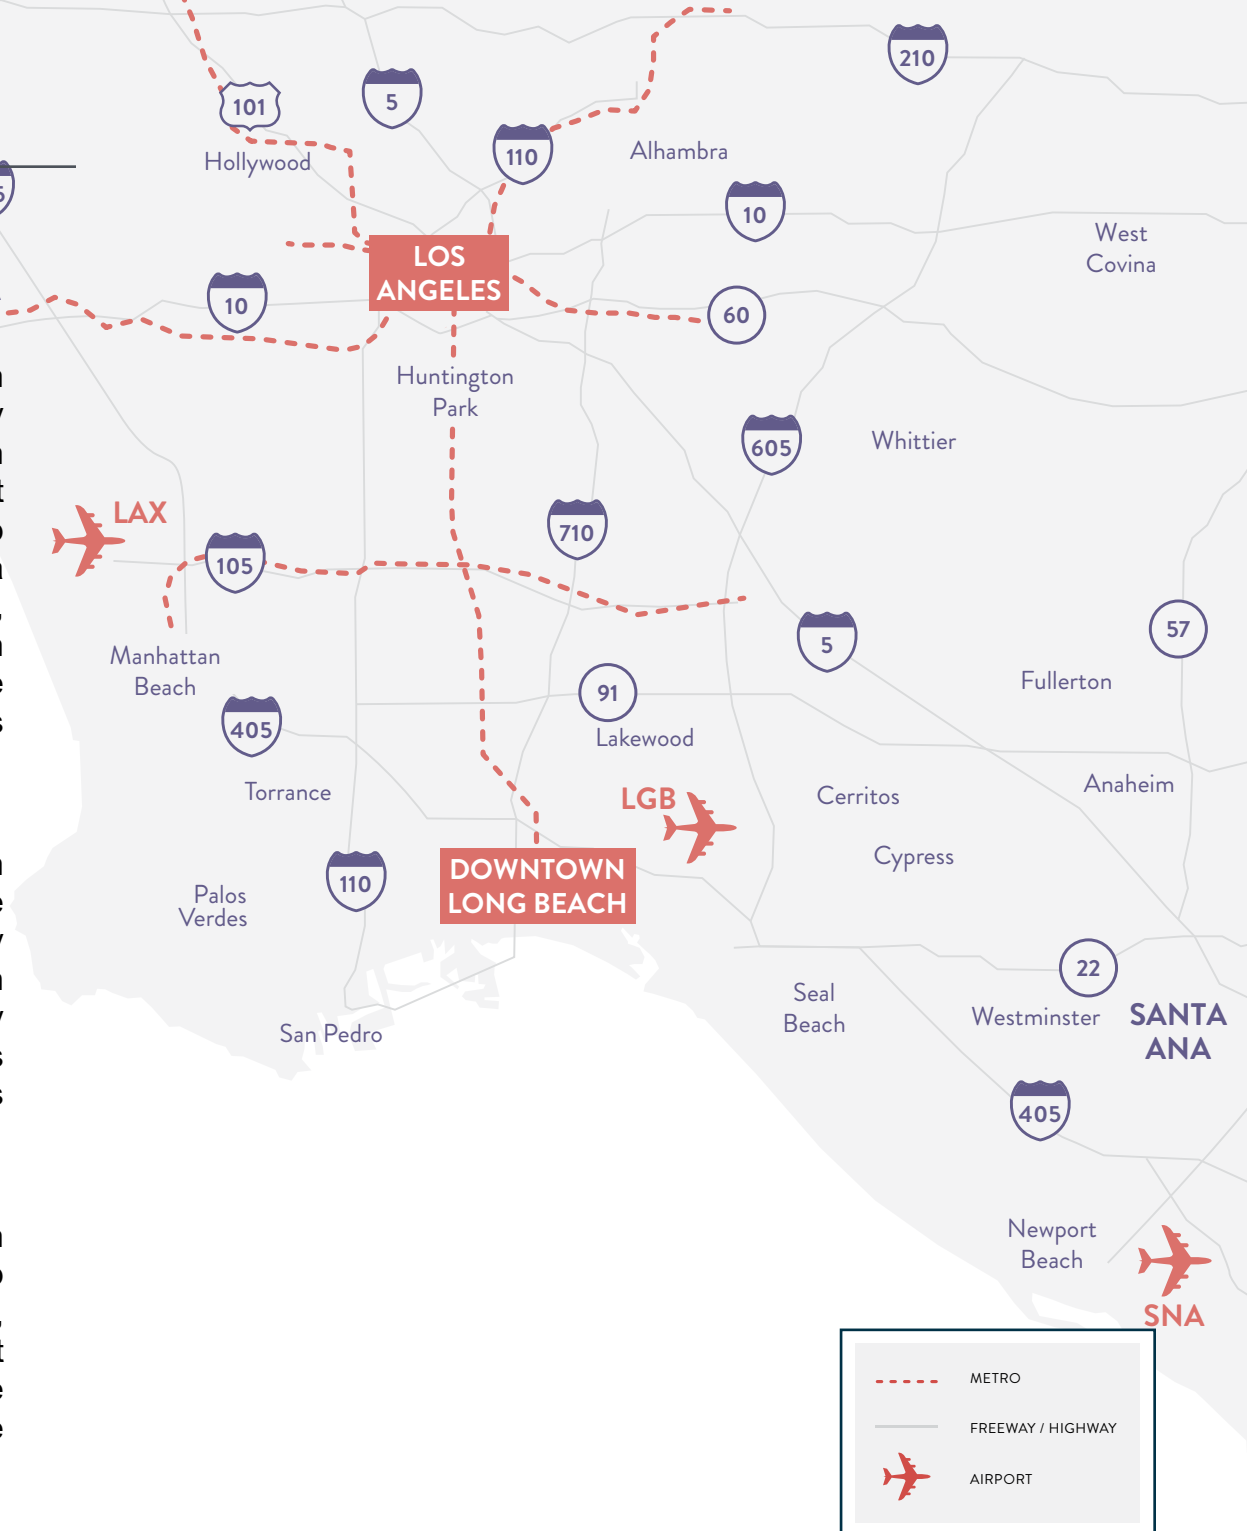 210
101
5
110
Hollywood
Alhambra
10
West
Covina
LOS
ANGELES
10
60
Huntington
Park
605
Whittier
LAX
710
105
57
5
Manhattan
Beach
Fullerton
91
405
Lakewood
Torrance
LGB
Cerritos
Anaheim
Cypress
110
DOWNTOWN
LONG BEACH
Palos
Verdes
22
Seal
Beach
Westminster
SANTA
ANA
San Pedro
405
Newport
Beach
SNA
METRO
FREEWAY / HIGHWAY
AIRPORT